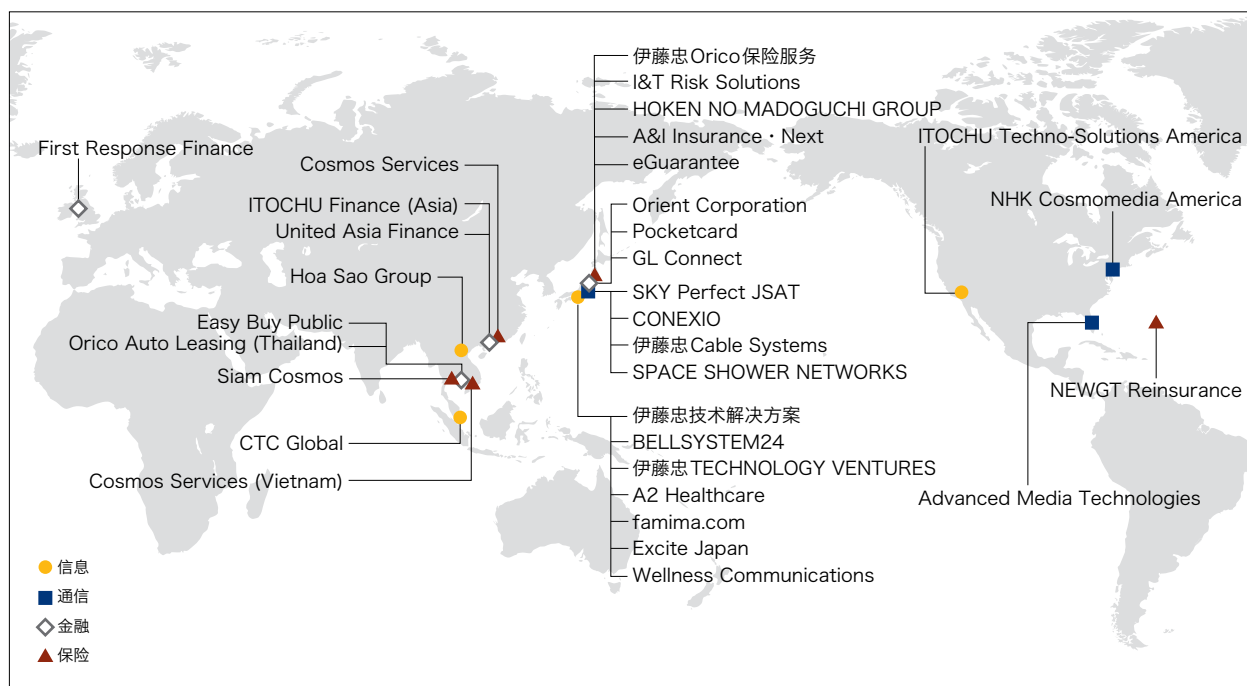 First Response Finance
Cosmos Services
ITOCHU Finance (Asia)
United Asia Finance
Hoa Sao Group
Easy Buy Public
Orico Auto Leasing (Thailand)
Siam Cosmos
CTC Global
Cosmos Services (Vietnam)
伊藤忠Orico保险服务
I&T Risk Solutions
HOKEN NO MADOGUCHI GROUP
A&I Insurance・Next
eGuarantee
Orient Corporation
Pocketcard
GL Connect
SKY Perfect JSAT
CONEXIO
伊藤忠Cable Systems
SPACE SHOWER NETWORKS
伊藤忠技术解决方案
BELLSYSTEM24
伊藤忠TECHNOLOGY VENTURES
A2 Healthcare
famima.com
Excite Japan
Wellness Communications
ITOCHU Techno-Solutions America
NHK Cosmomedia America
NEWGT Reinsurance
Advanced Media Technologies
信息
通信
金融
保险